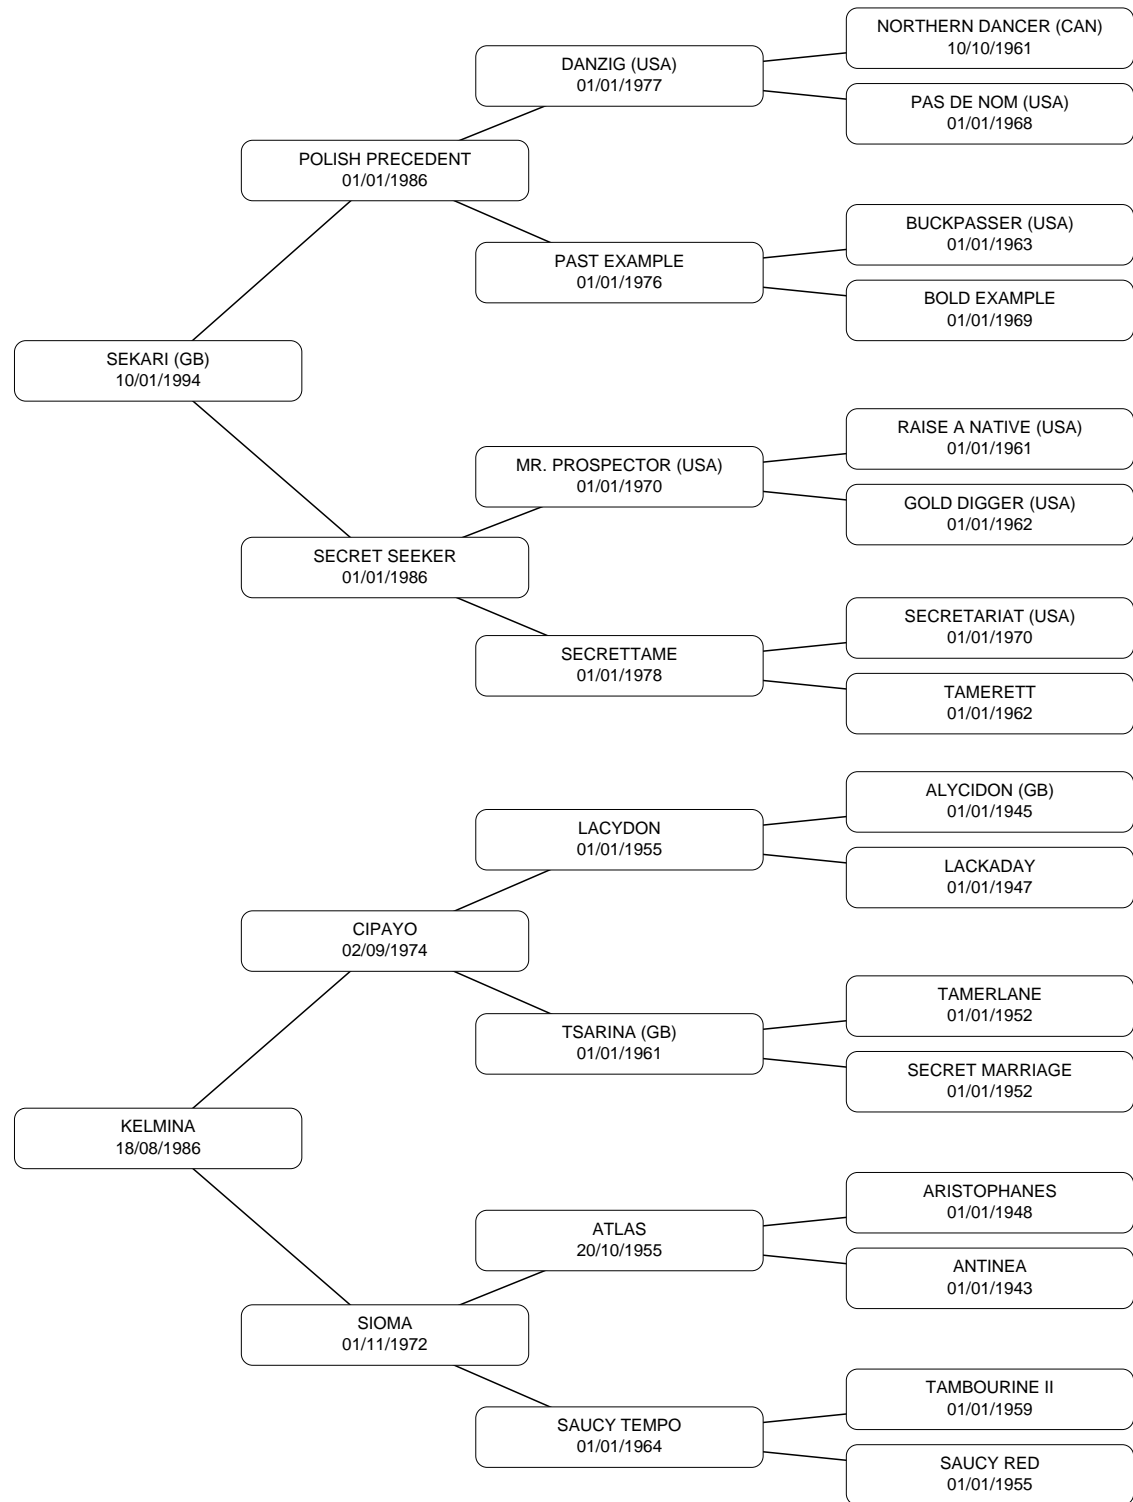 NORTHERN DANCER (CAN)
10/10/1961
DANZIG (USA)
01/01/1977
PAS DE NOM (USA)
01/01/1968
POLISH PRECEDENT
01/01/1986
BUCKPASSER (USA)
01/01/1963
PAST EXAMPLE
01/01/1976
BOLD EXAMPLE
01/01/1969
SEKARI (GB)
10/01/1994
RAISE A NATIVE (USA)
01/01/1961
MR. PROSPECTOR (USA)
01/01/1970
GOLD DIGGER (USA)
01/01/1962
SECRET SEEKER
01/01/1986
SECRETARIAT (USA)
01/01/1970
SECRETTAME
01/01/1978
TAMERETT
01/01/1962
ALYCIDON (GB)
01/01/1945
LACYDON
01/01/1955
LACKADAY
01/01/1947
CIPAYO
02/09/1974
TAMERLANE
01/01/1952
TSARINA (GB)
01/01/1961
SECRET MARRIAGE
01/01/1952
KELMINA
18/08/1986
ARISTOPHANES
01/01/1948
ATLAS
20/10/1955
ANTINEA
01/01/1943
SIOMA
01/11/1972
TAMBOURINE II
01/01/1959
SAUCY TEMPO
01/01/1964
SAUCY RED
01/01/1955